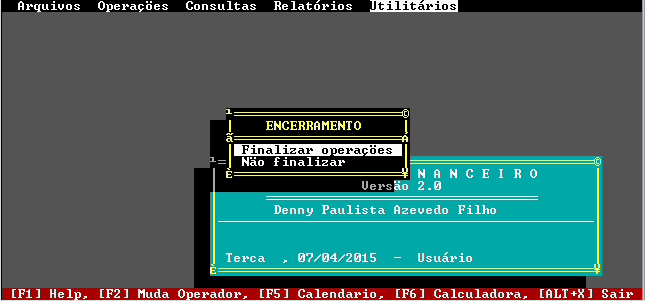 Arquivos Operações Consultas Relatórios Utilitários
ENCERRAMENTO
Finalizar operações
Não finalizar
N A N C E I R O
Versão 2.0
Denny Paulista Azevedo Filho
Terca , 07/04/2015 - Usuário
[F1] Help, [F2] Muda Operador, [F5] Calendario, [F6] Calculadora, [ALT+X] Sair